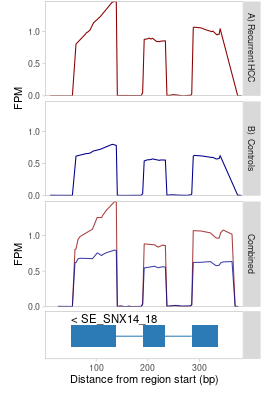 1.0
0.5
0.0
A) Recurrent HCC
FPM
1.0
0.5
0.0
B) Controls
1.0
0.5
0.0
FPM
Combined
< SE_SNX14_18
100
200
300
Distance from region start (bp)